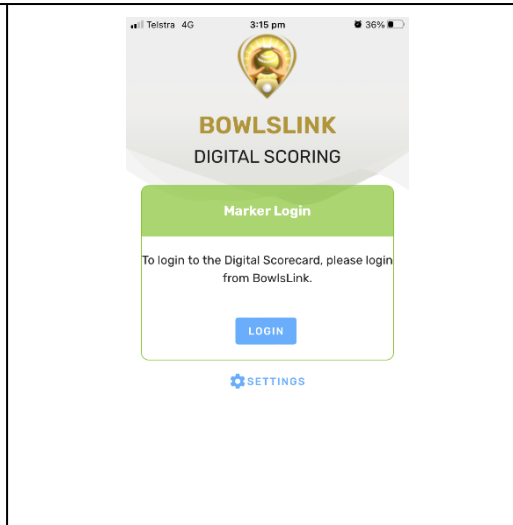 Telstra 4G 3:15 pm 36%
BOWLSLINK
DIGITAL SCORING
Marker Login
To login to the Digital Scorecard, please login
from BowlsLink.
LOGIN
SETTINGS